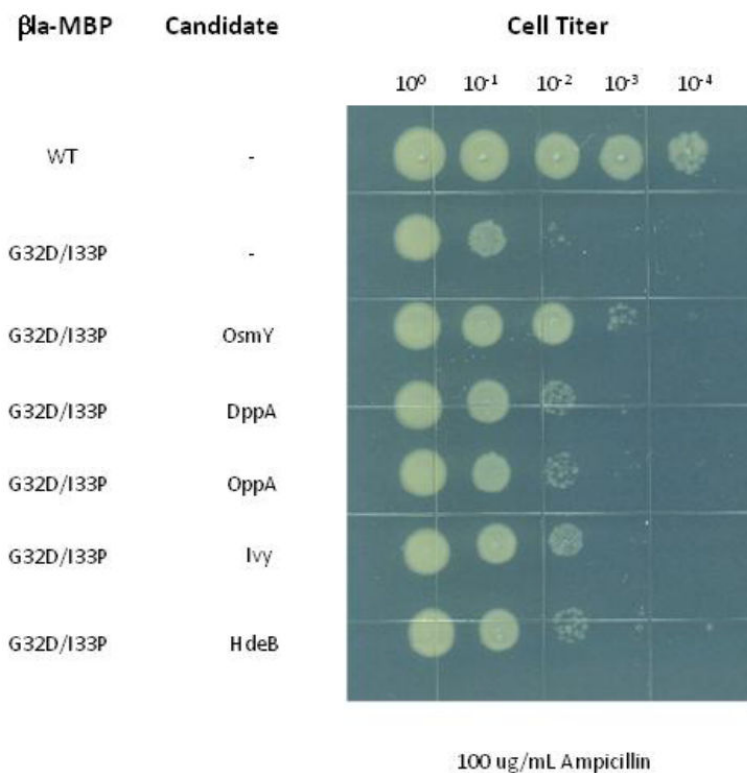 βla-MBP Candidate Cell Titer
10⁰ 10⁻¹ 10⁻² 10⁻³ 10⁻⁴
WT -
G32D/I33P -
G32D/I33P OsmY
G32D/I33P DppA
G32D/I33P OppA
G32D/I33P Ivy
G32D/I33P HdeB
100 ug/mL Ampicillin